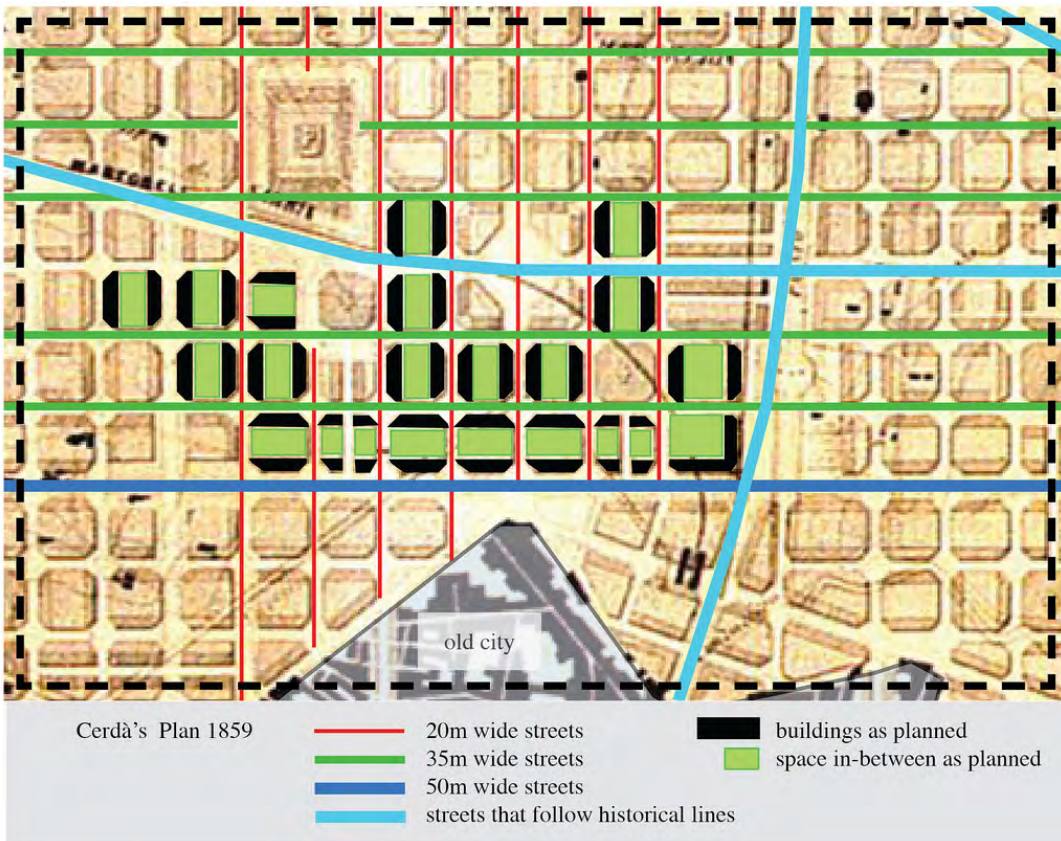 P
MARTORELL
old city
Cerdà's Plan 1859
20m wide streets
35m wide streets
50m wide streets
streets that follow historical lines
buildings as planned
space in-between as planned